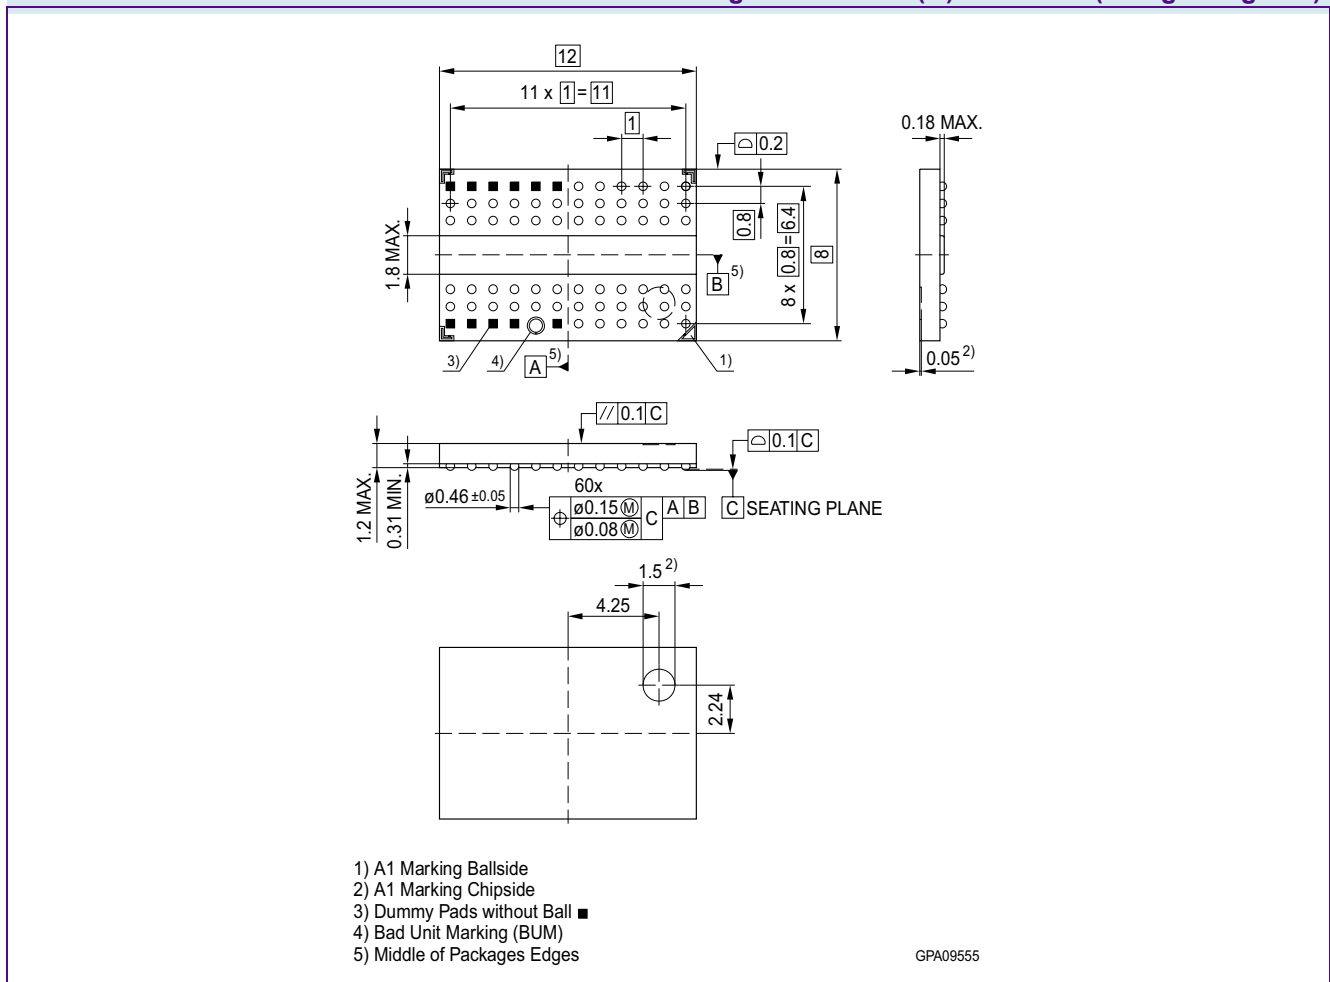 12
11 x 1 = 11
1
0.18 MAX.
0.2
0.8
8 x 0.8 = 6.4
8
1.8 MAX.
B 5)
3)
4)
A 5)
1)
0.05 2)
// 0.1 C
0.1 C
1.2 MAX.
0.31 MIN.
ø0.46 ±0.05
60x
ø0.15 Ⓜ C A B
ø0.08 Ⓜ
C SEATING PLANE
1.5 2)
4.25
2.24
1) A1 Marking Ballside
2) A1 Marking Chipside
3) Dummy Pads without Ball ■
4) Bad Unit Marking (BUM)
5) Middle of Packages Edges
GPA09555